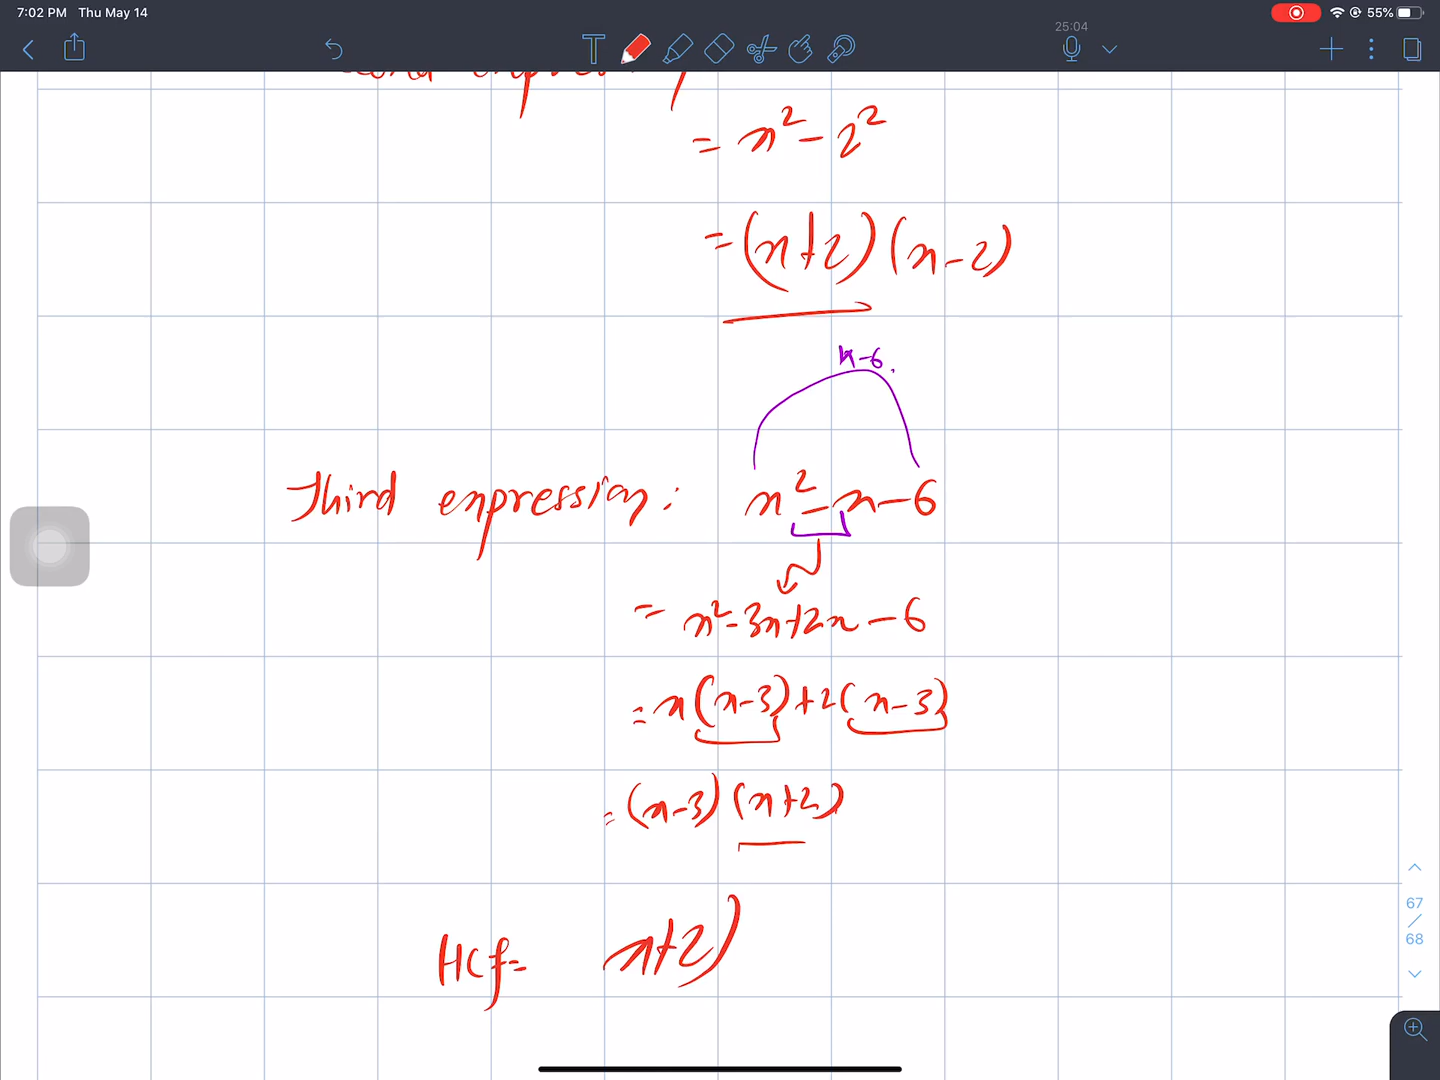 7:02 PM Thu May 14
55%
25:04
T
= x² - 2²
= (x+2) (x-2)
-6
Third expression: x² - x - 6
= x² - 3x + 2x - 6
= x (x-3) + 2 (x-3)
= (x-3) (x+2)
67
/
68
HCf= x+2)